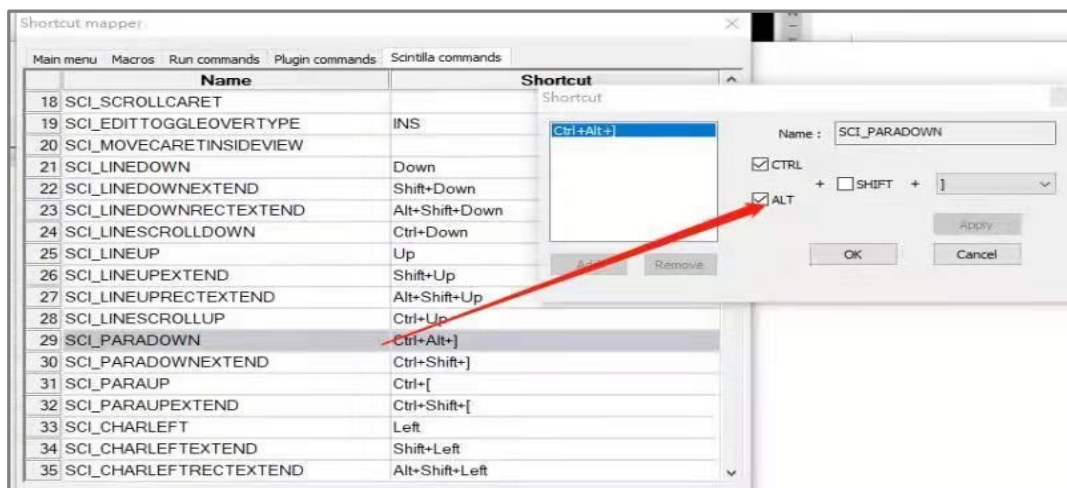 Shortcut mapper
Main menu Macros Run commands Plugin commands Scintilla commands
Name Shortcut
18 SCI_SCROLLCARET
19 SCI_EDITTOGGLEOVERTYPE INS
20 SCI_MOVECARETINSIDEVIEW
21 SCI_LINEDOWN Down
22 SCI_LINEDOWNEXTEND Shift+Down
23 SCI_LINEDOWNRECTEXTEND Alt+Shift+Down
24 SCI_LINESCROLLDOWN Ctrl+Down
25 SCI_LINEUP Up
26 SCI_LINEUPEXTEND Shift+Up
27 SCI_LINEUPRECTEXTEND Alt+Shift+Up
28 SCI_LINESCROLLUP Ctrl+Up
29 SCI_PARADOWN Ctrl+Alt+]
30 SCI_PARADOWNEXTEND Ctrl+Shift+]
31 SCI_PARAUP Ctrl+[
32 SCI_PARAUPEXTEND Ctrl+Shift+[
33 SCI_CHARLEFT Left
34 SCI_CHARLEFTEXTEND Shift+Left
35 SCI_CHARLEFTRECTEXTEND Alt+Shift+Left
Shortcut
Ctrl+Alt+]
Name : SCI_PARADOWN
CTRL
+ SHIFT + ]
ALT
Apply
OK Cancel
Add Remove